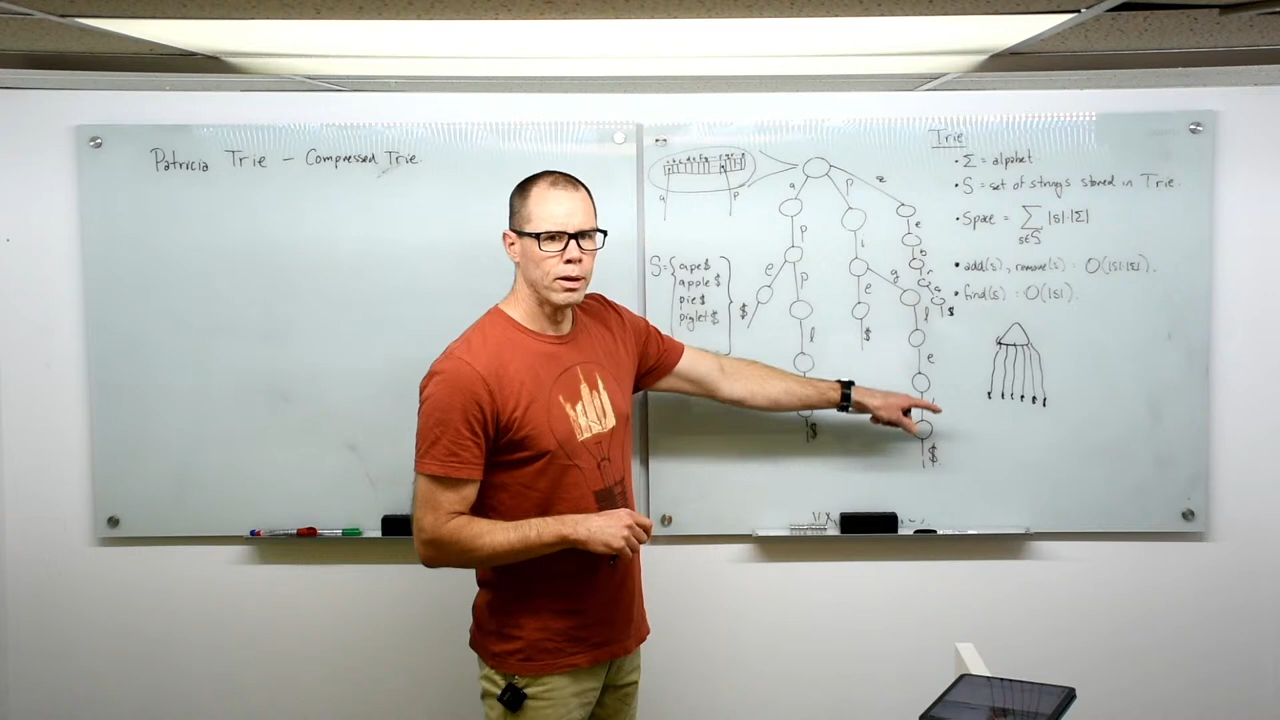 Patricia Trie - Compressed Trie.
Trie
• Σ = alphabet
• S = set of strings stored in Trie.
• Space = Σ |s|·|Σ|
s∈S
• add(s), remove(s) : O(|s|·|Σ|).
• find(s) : O(|s|).
S = { ape$
apple$
pie$
piglet$
a p
a p z
p i e
e p e g b
r
a
$ l $ l $
e
$ $